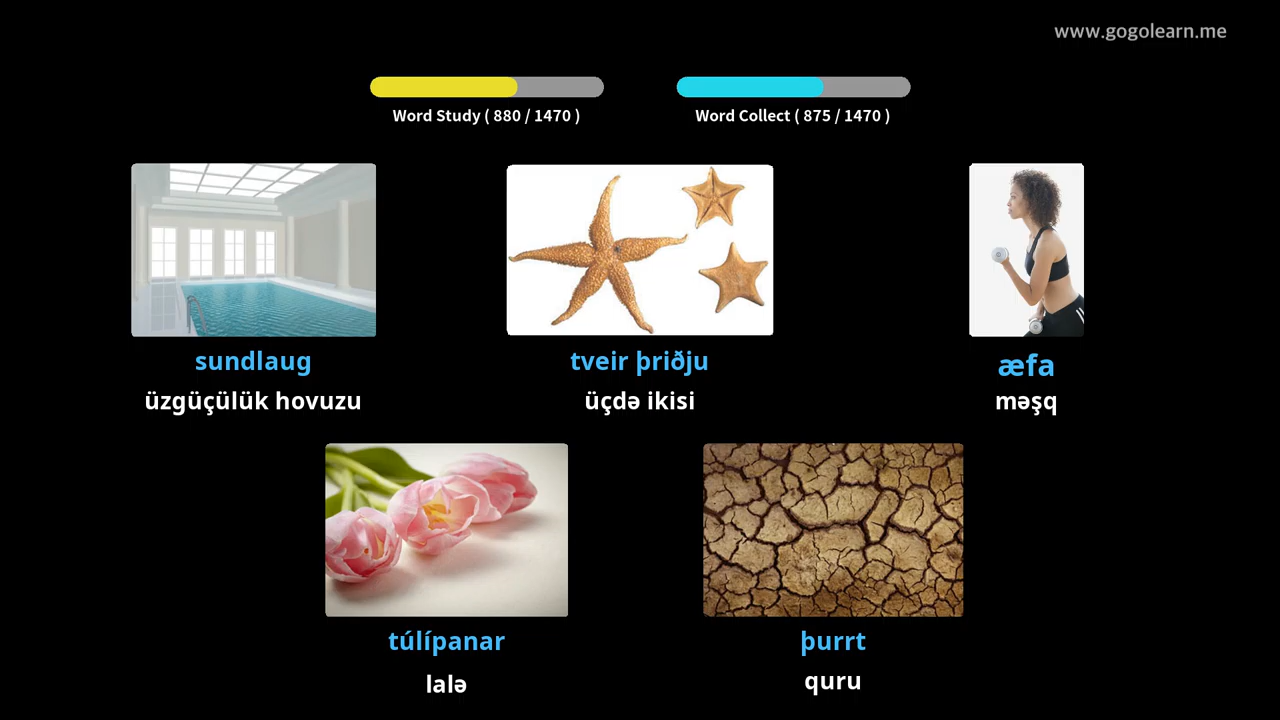 www.gogolearn.me
Word Study ( 880 / 1470 )
Word Collect ( 875 / 1470 )
sundlaug
üzgüçülük hovuzu
tveir þriðju
üçdə ikisi
æfa
məşq
túlípanar
lalə
þurrt
quru